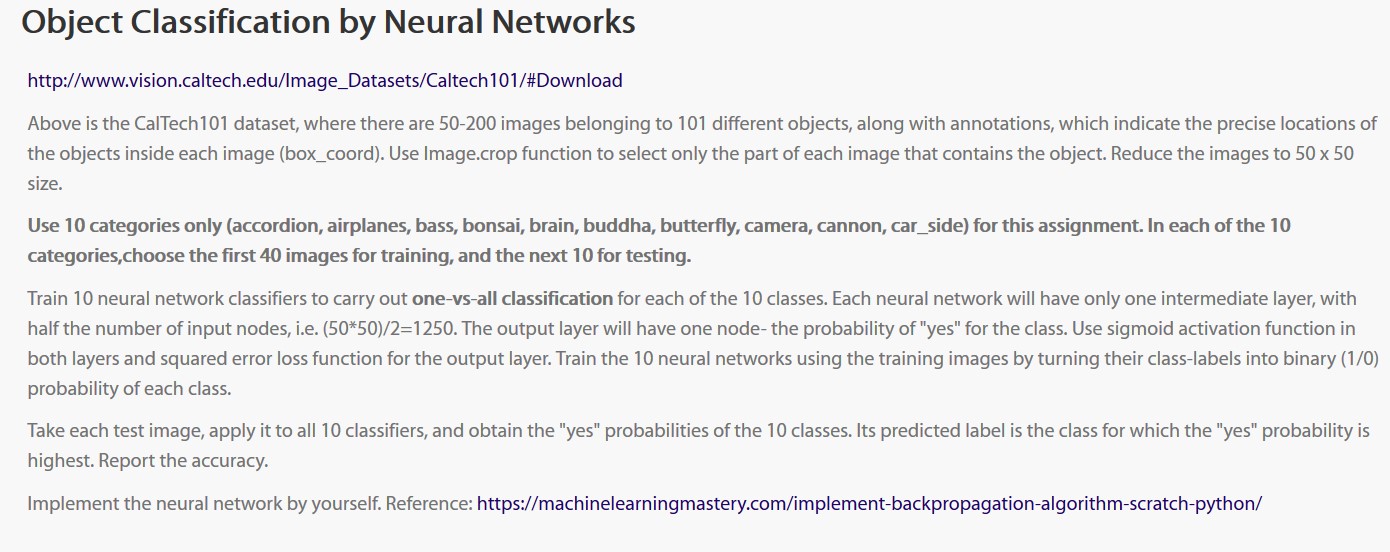 Object Classification by Neural Networks
http://www.vision.caltech.edu/Image_Datasets/Caltech101/#Download
Above is the CalTech101 dataset, where there are 50-200 images belonging to 101 different objects, along with annotations, which indicate the precise locations of
the objects inside each image (box_coord). Use Image.crop function to select only the part of each image that contains the object. Reduce the images to 50 x 50
size.
Use 10 categories only (accordion, airplanes, bass, bonsai, brain, buddha, butterfly, camera, cannon, car_side) for this assignment. In each of the 10
categories,choose the first 40 images for training, and the next 10 for testing.
Train 10 neural network classifiers to carry out one-vs-all classification for each of the 10 classes. Each neural network will have only one intermediate layer, with
half the number of input nodes, i.e. (50*50)/2=1250. The output layer will have one node- the probability of "yes" for the class. Use sigmoid activation function in
both layers and squared error loss function for the output layer. Train the 10 neural networks using the training images by turning their class-labels into binary (1/0)
probability of each class.
Take each test image, apply it to all 10 classifiers, and obtain the "yes" probabilities of the 10 classes. Its predicted label is the class for which the "yes" probability is
highest. Report the accuracy.
Implement the neural network by yourself. Reference: https://machinelearningmastery.com/implement-backpropagation-algorithm-scratch-python/